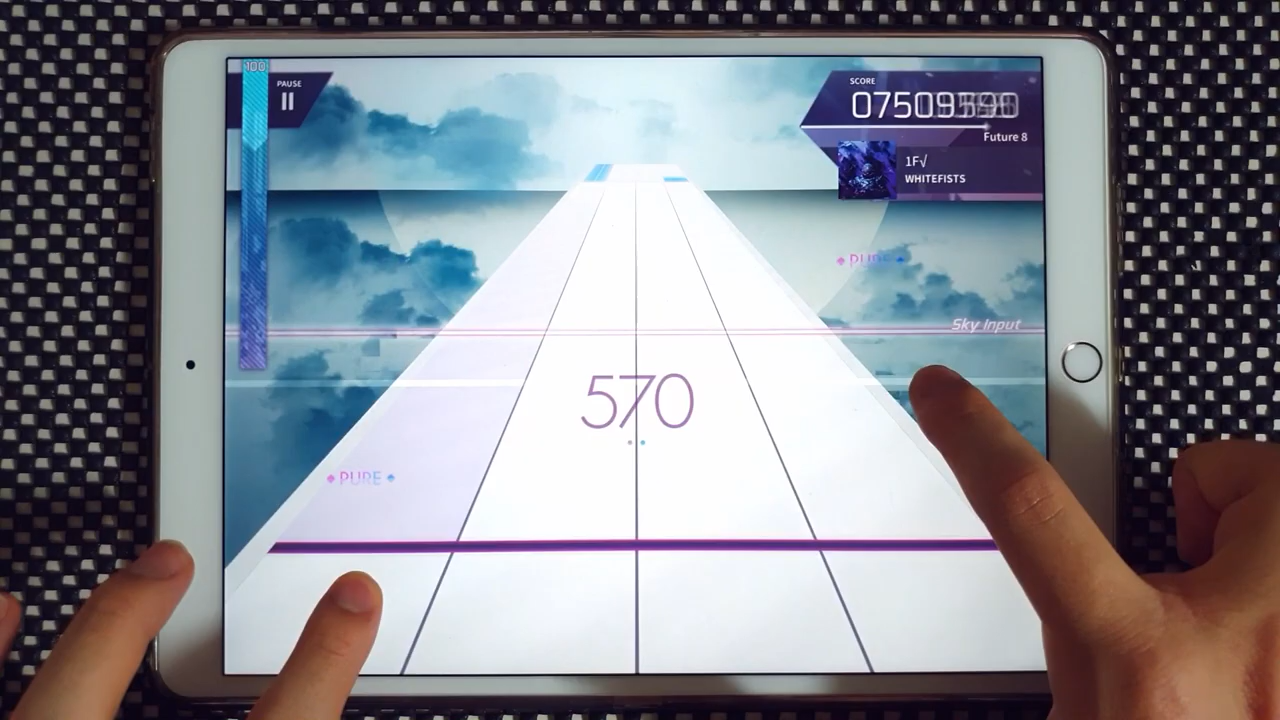 100
PAUSE
SCORE
Future 8
1F√
WHITEFISTS
PURE
Sky Input
570
PURE